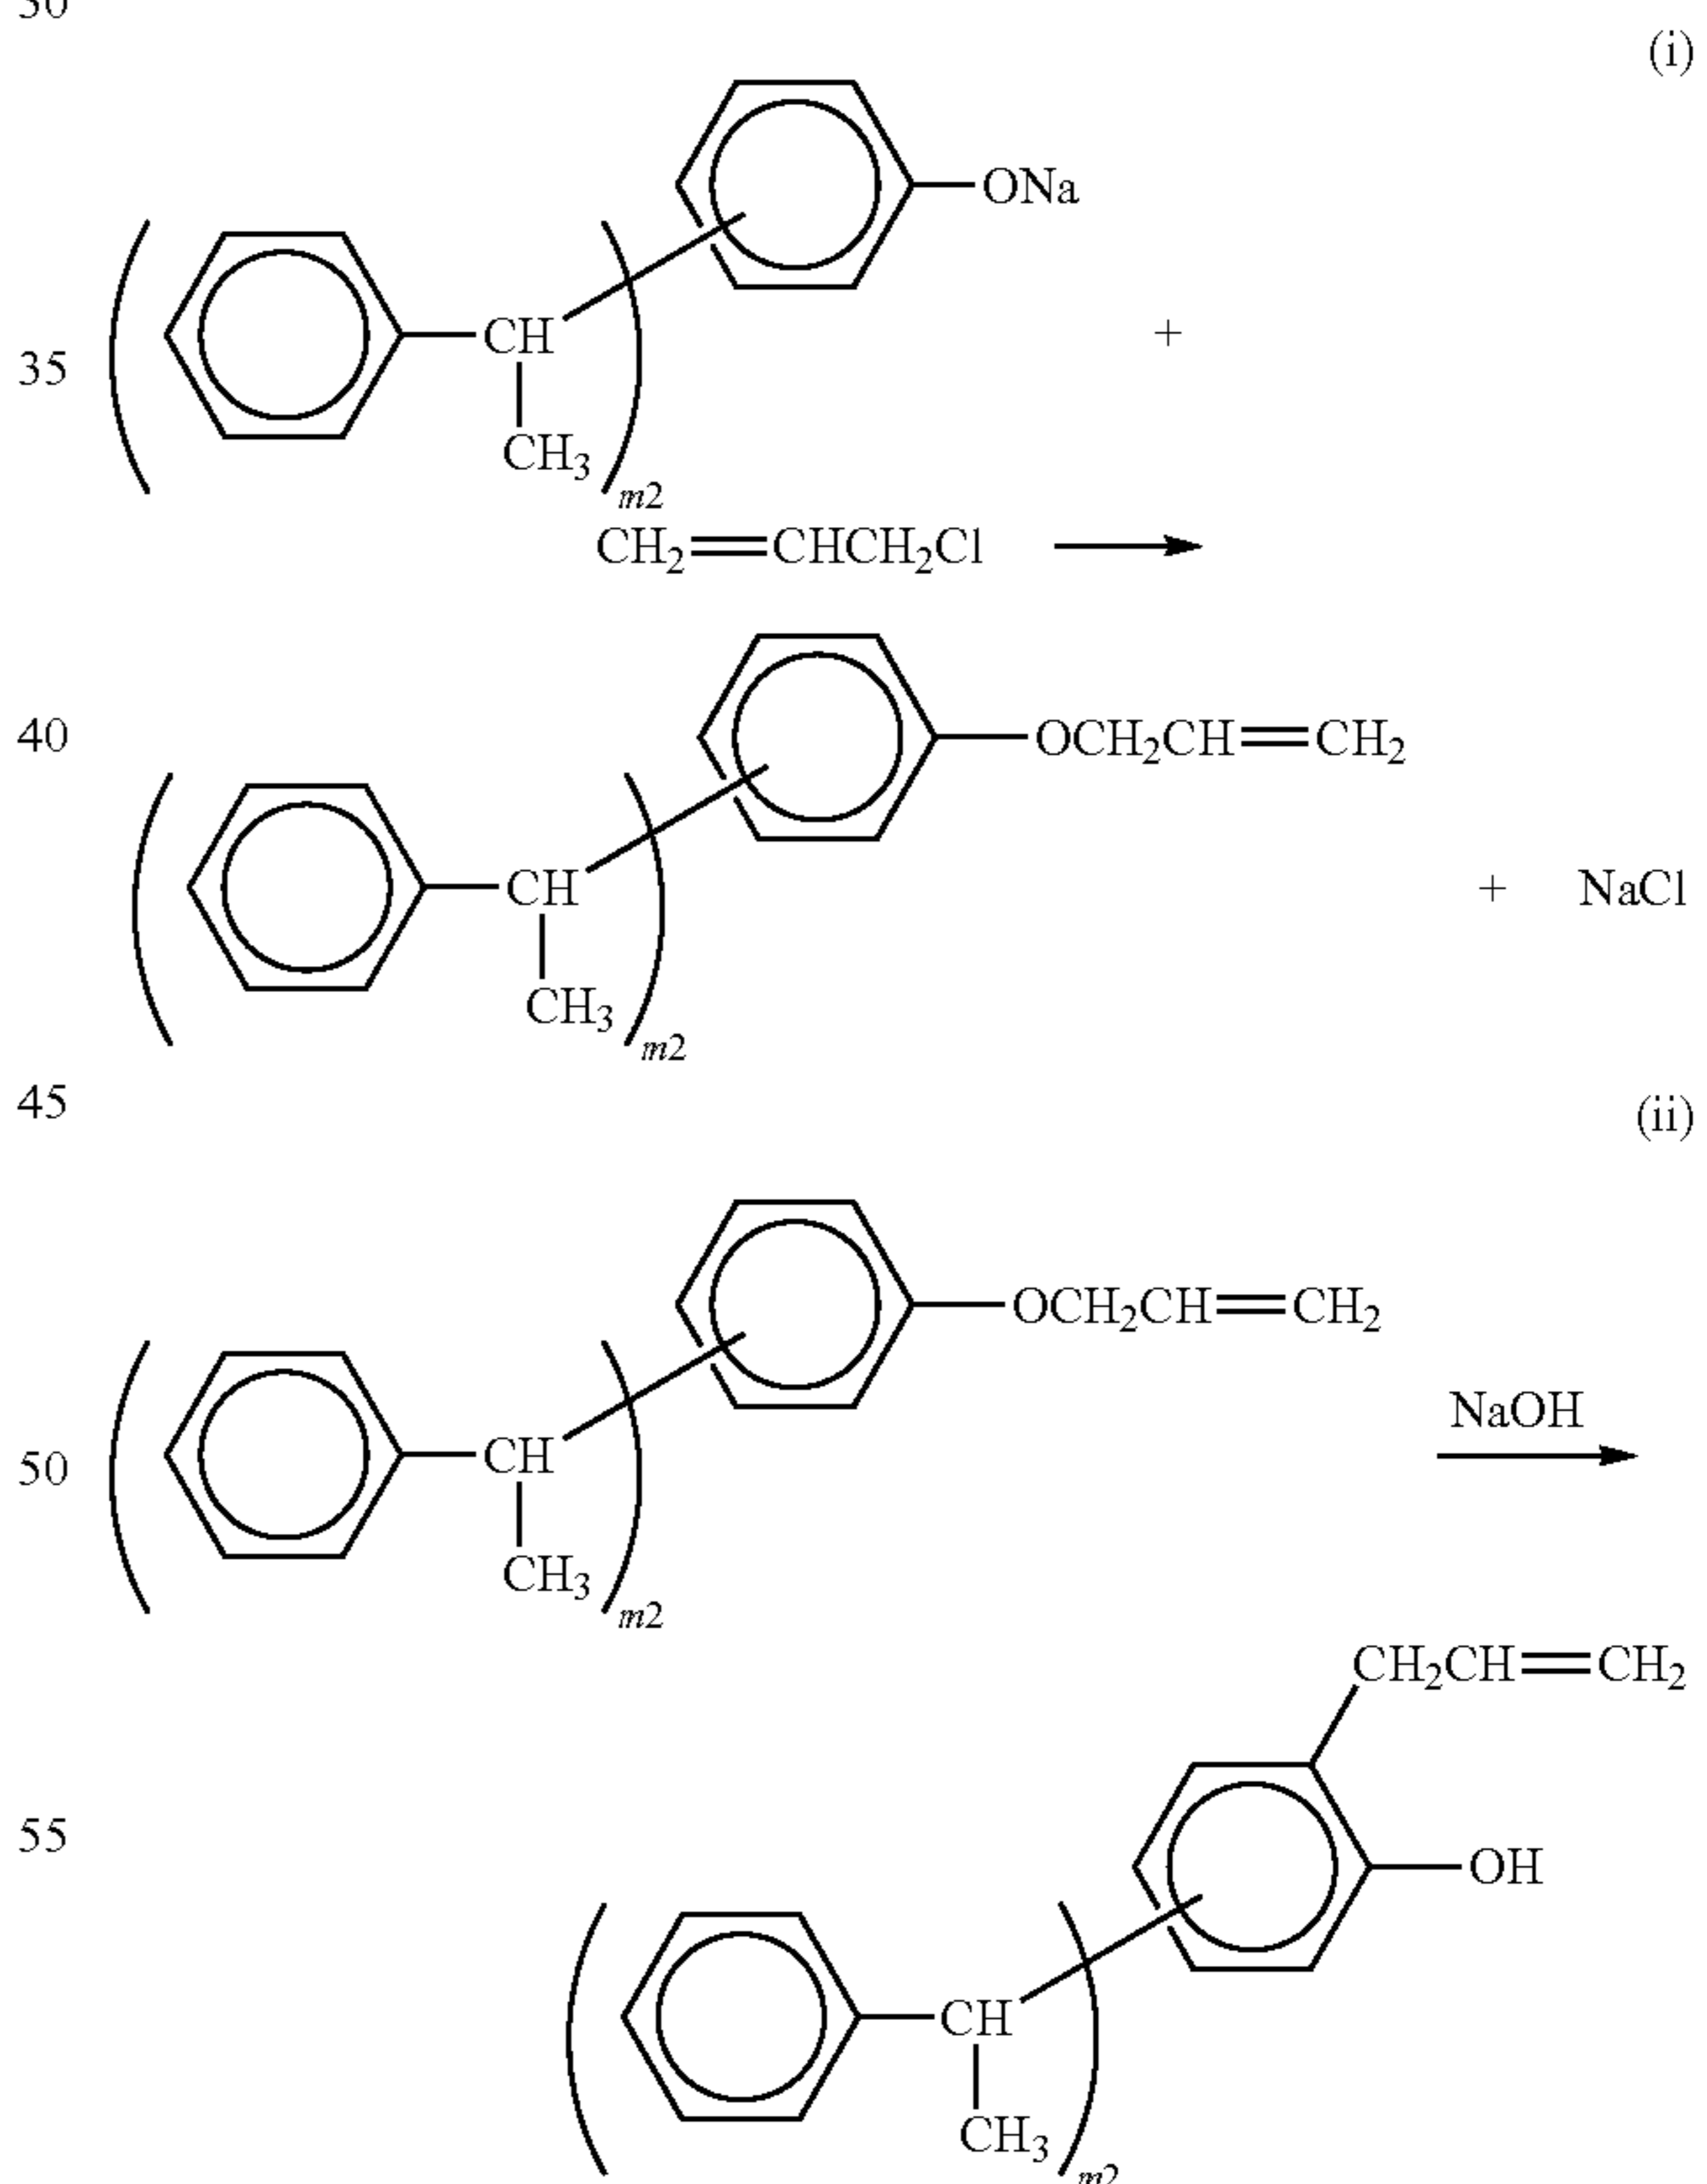 (i)
ONa
CH
+
35
CH3
m2
CH2=CHCH2Cl
40
OCH2CH=CH2
CH
+ NaCl
CH3
m2
45
(ii)
OCH2CH=CH2
NaOH
50
CH
CH3
m2
CH2CH=CH2
55
OH
CH
CH3
m2